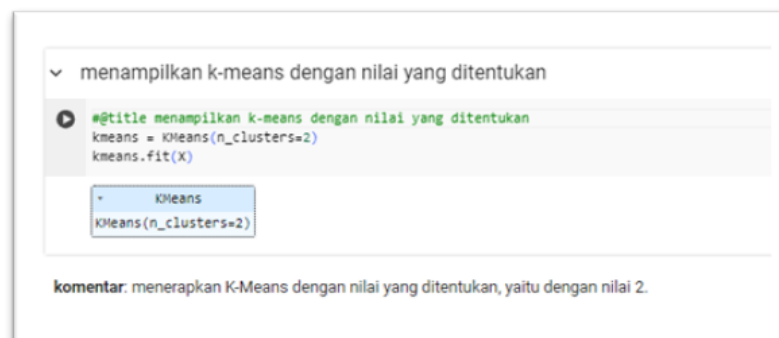 menampilkan k-means dengan nilai yang ditentukan
#@title menampilkan k-means dengan nilai yang ditentukan
kmeans = KMeans(n_clusters=2)
kmeans.fit(X)
KMeans
KMeans(n_clusters=2)
komentar: menerapkan K-Means dengan nilai yang ditentukan, yaitu dengan nilai 2.